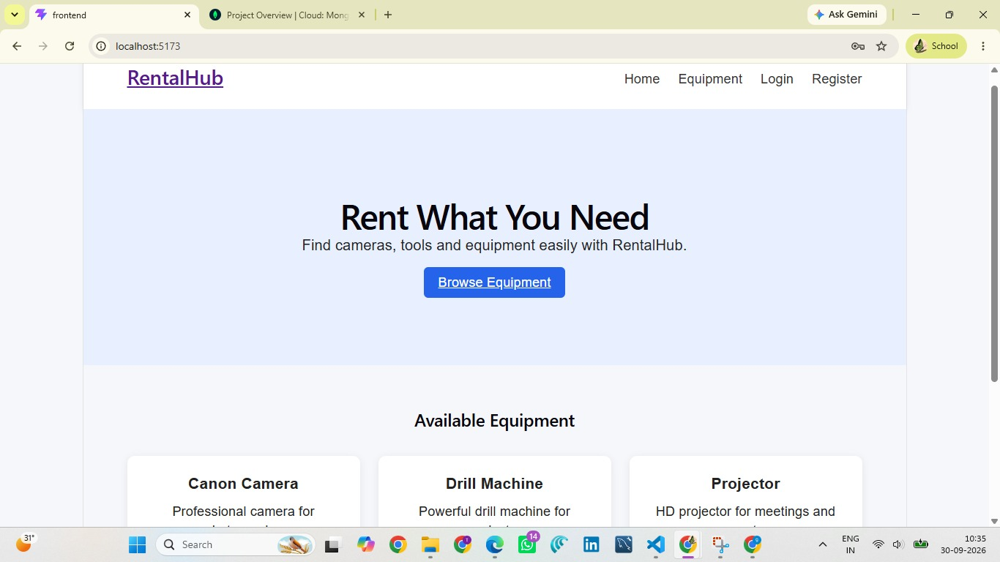 frontend
Project Overview | Cloud: Mong
Ask Gemini
localhost:5173
School
RentalHub
Home Equipment Login Register
Rent What You Need
Find cameras, tools and equipment easily with RentalHub.
Browse Equipment
Available Equipment
Canon Camera Drill Machine Projector
Professional camera for Powerful drill machine for HD projector for meetings and
31°
Search
14
ENG
IN
10:35
30-09-2026